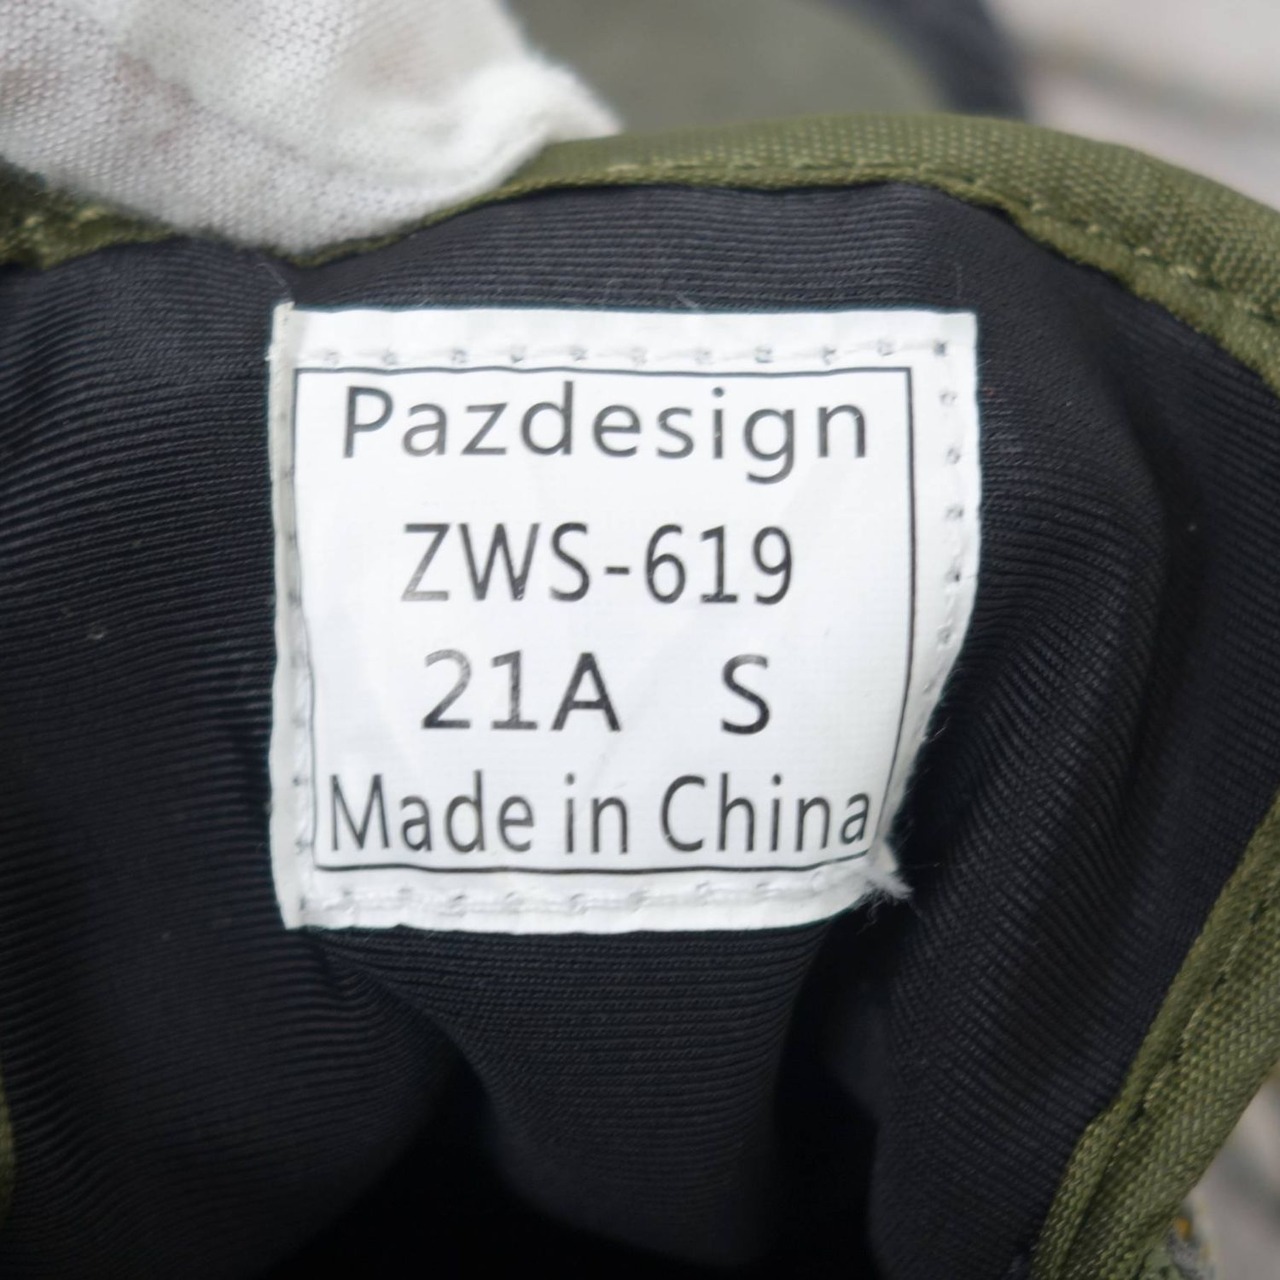 Pazdesign
ZWS-619
21A S
Made in China